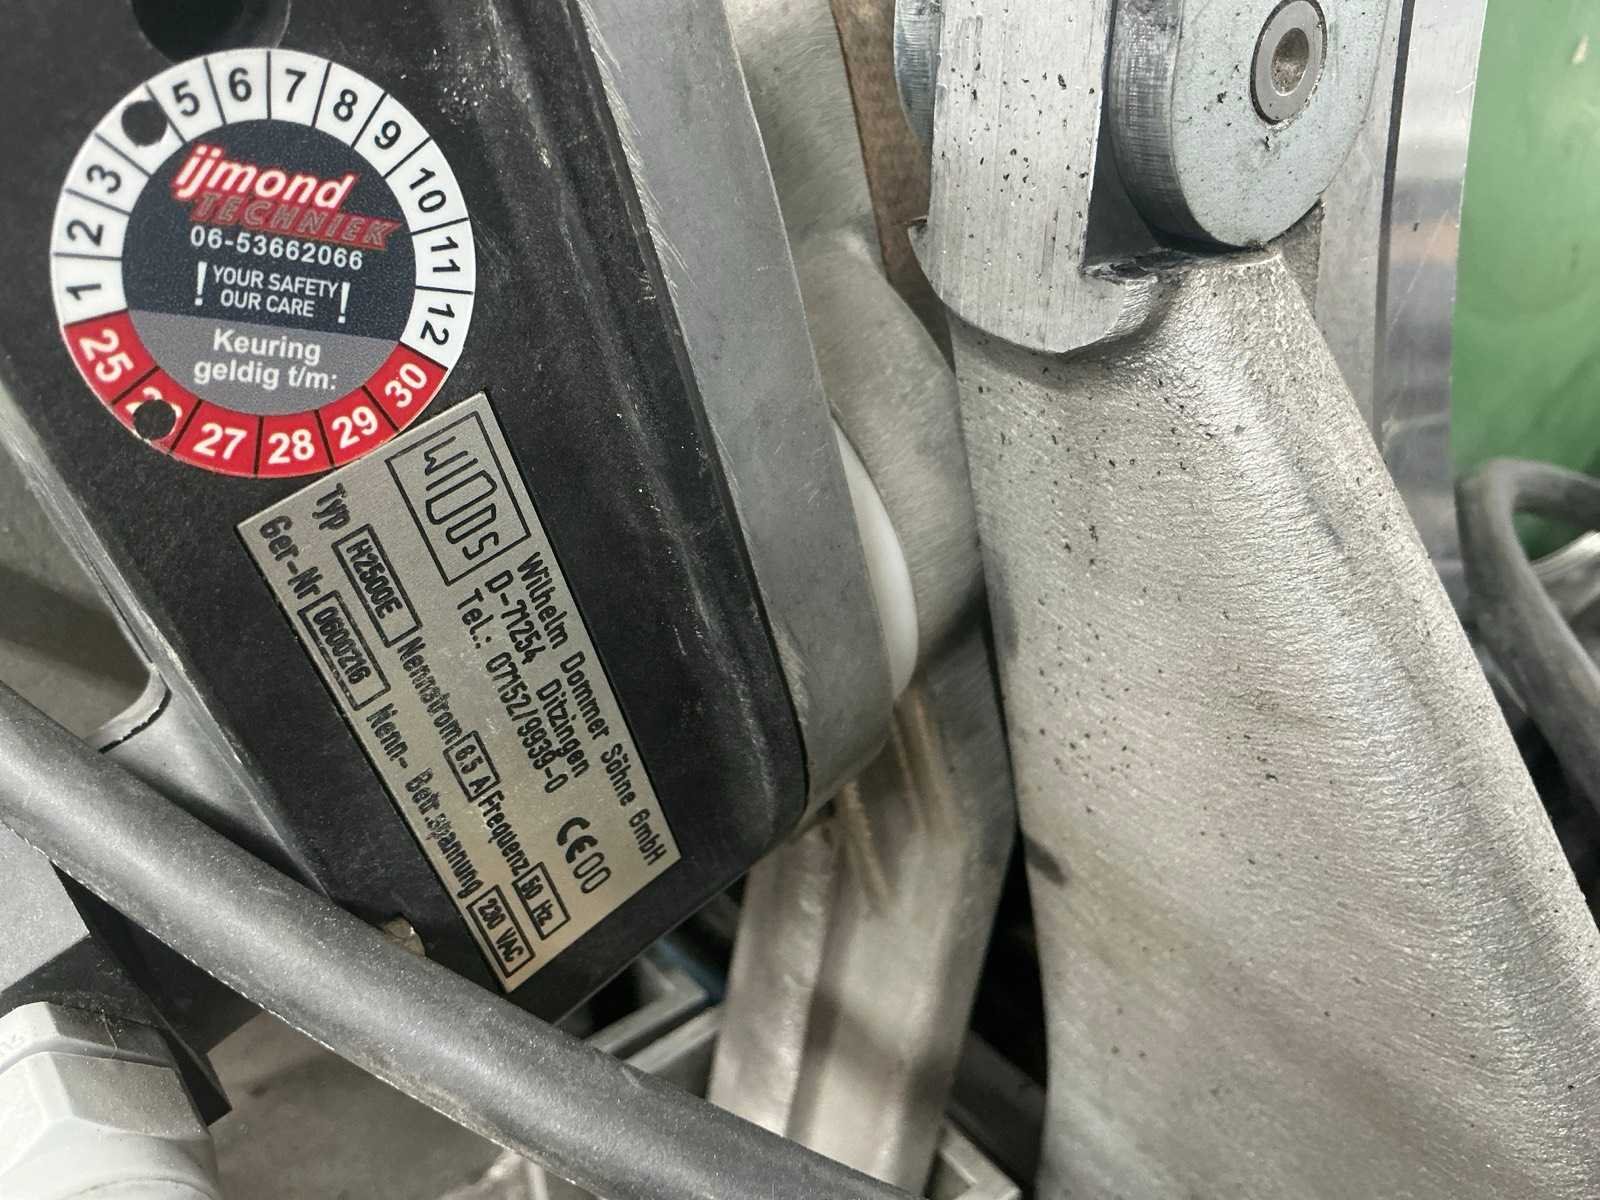 1 2 3 5 6 7 8 9 10 11 12
ijmond
TECHNIEK
06-53662066
! YOUR SAFETY !
OUR CARE
Keuring
geldig t/m:
25 27 28 29 30
WIDOS
Wilhelm Dommer Söhne GmbH
D-71254 Ditzingen
Tel.: 07152/9939-0
CE 00
Typ H2500E Nennstrom 6.5 A Frequenz 50 Hz.
Ger-Nr 0600216 Nenn- Betr.spannung 230 VAC